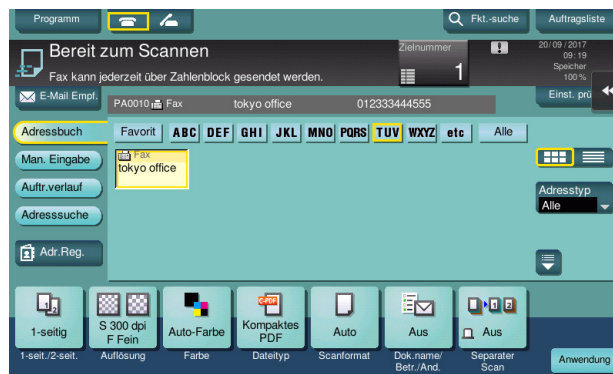 Programm
Fkt.-suche
Auftragsliste
Bereit zum Scannen
Fax kann jederzeit über Zahlenblock gesendet werden.
Zielnummer
1
20/09/2017
09:19
Speicher
100%
E-Mail Empf.
PA0010 Fax tokyo office 012333444555
Einst. prü
Adressbuch
Favorit ABC DEF GHI JKL MNO PQRS TUV WXYZ etc Alle
Man. Eingabe
Fax
tokyo office
Auftr.verlauf
Adresstyp
Alle
Adresssuche
Adr.Reg.
1-seitig
S 300 dpi
F Fein
Auto-Farbe
cPDF
Kompaktes
PDF
Auto
Aus
1 2
Aus
1-seit./2-seit.
Auflösung
Farbe
Dateityp
Scanformat
Dok.name/
Betr./And.
Separater
Scan
Anwendung